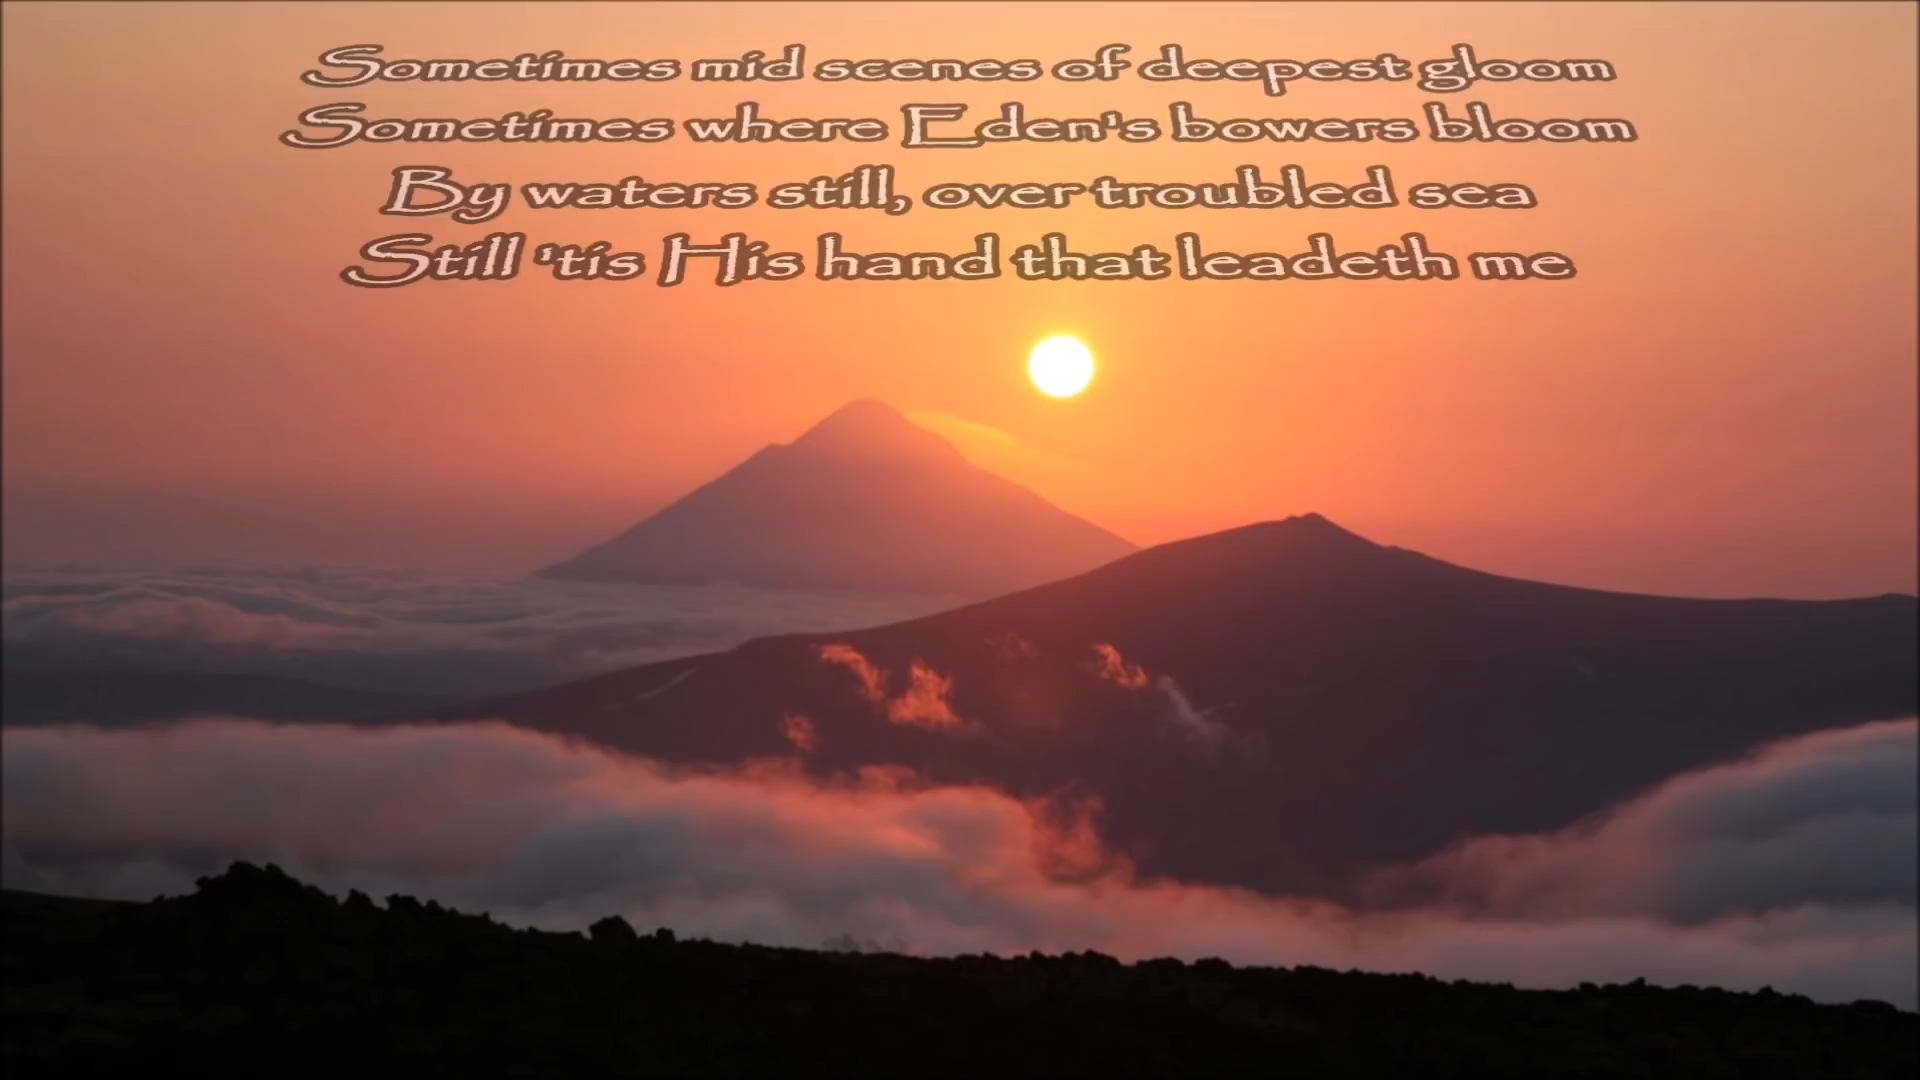 Sometimes mid scenes of deepest gloom
Sometimes where Eden's bowers bloom
By waters still, over troubled sea
Still 'tis His hand that leadeth me